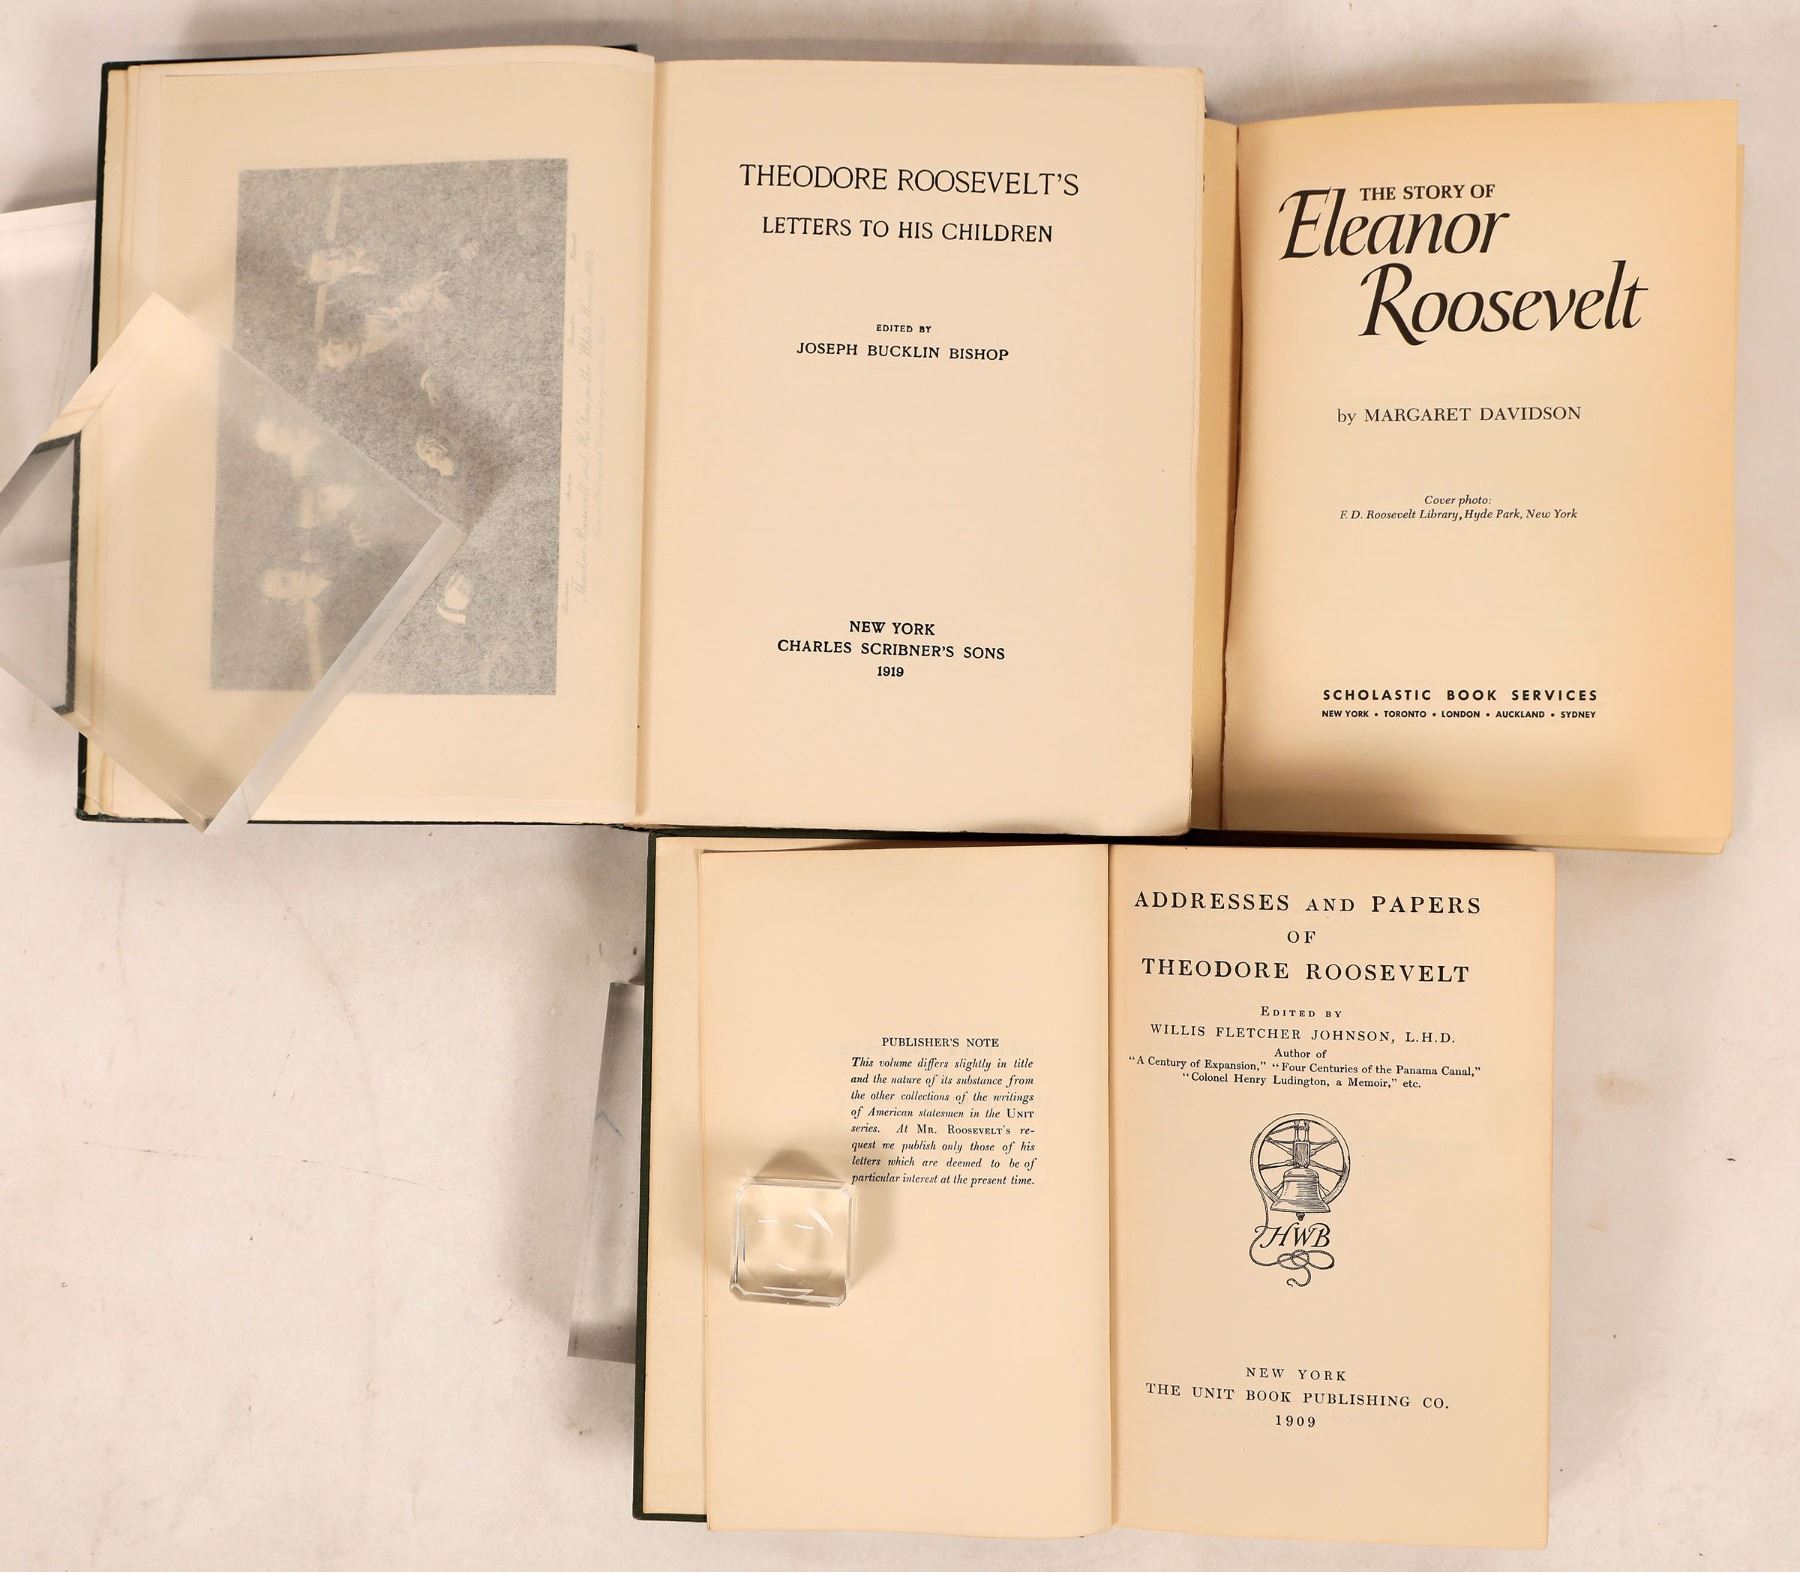 THEODORE ROOSEVELT'S
LETTERS TO HIS CHILDREN
EDITED BY
JOSEPH BUCKLIN BISHOP
NEW YORK
CHARLES SCRIBNER'S SONS
1919
THE STORY OF
Eleanor
Roosevelt
by MARGARET DAVIDSON
Cover photo:
F. D. Roosevelt Library, Hyde Park, New York
SCHOLASTIC BOOK SERVICES
NEW YORK • TORONTO • LONDON • AUCKLAND • SYDNEY
PUBLISHER'S NOTE
This volume differs slightly in title
and the nature of its substance from
the other collections of the writings
of American statesmen in the UNIT
series. At MR. ROOSEVELT'S re-
quest we publish only those of his
letters which are deemed to be of
particular interest at the present time.
ADDRESSES AND PAPERS
OF
THEODORE ROOSEVELT
EDITED BY
WILLIS FLETCHER JOHNSON, L.H.D.
Author of
"A Century of Expansion," "Four Centuries of the Panama Canal,"
"Colonel Henry Ludington, a Memoir," etc.
HWB
NEW YORK
THE UNIT BOOK PUBLISHING CO.
1909